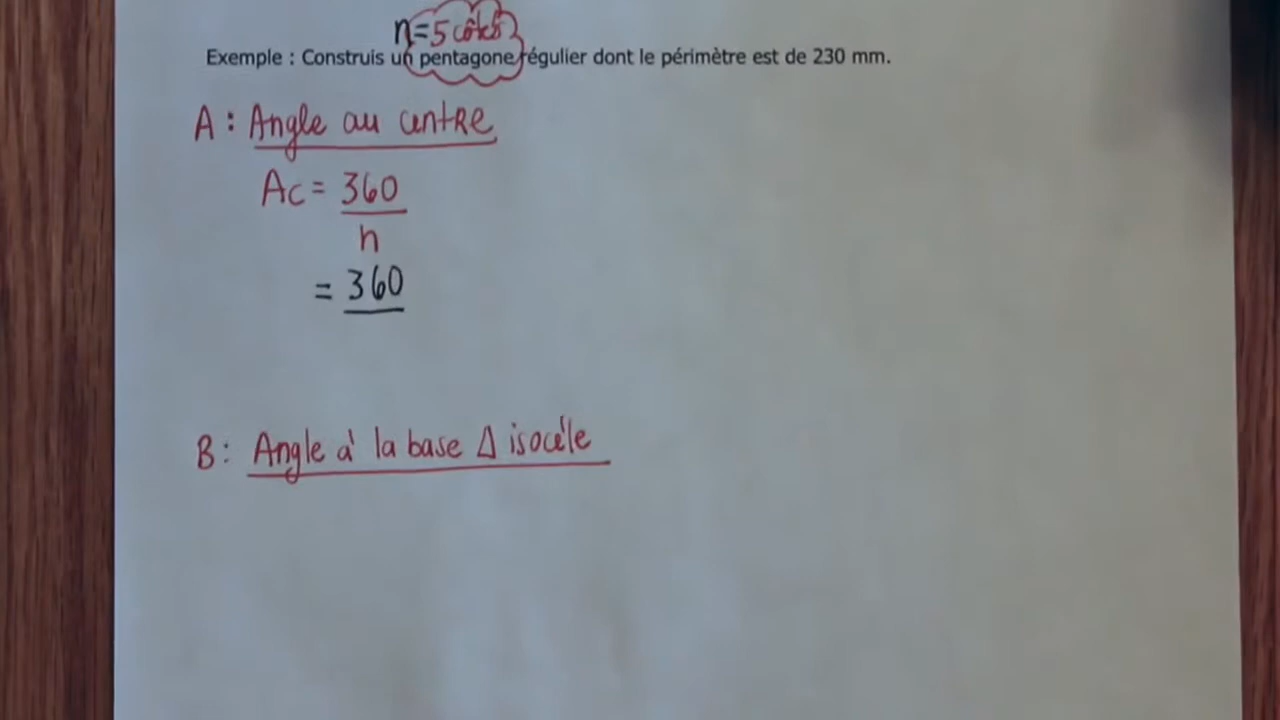 n=5 côtés
Exemple : Construis un pentagone régulier dont le périmètre est de 230 mm.
A : Angle au centre
Ac = 360
n
= 360
B : Angle à la base Δ isocèle